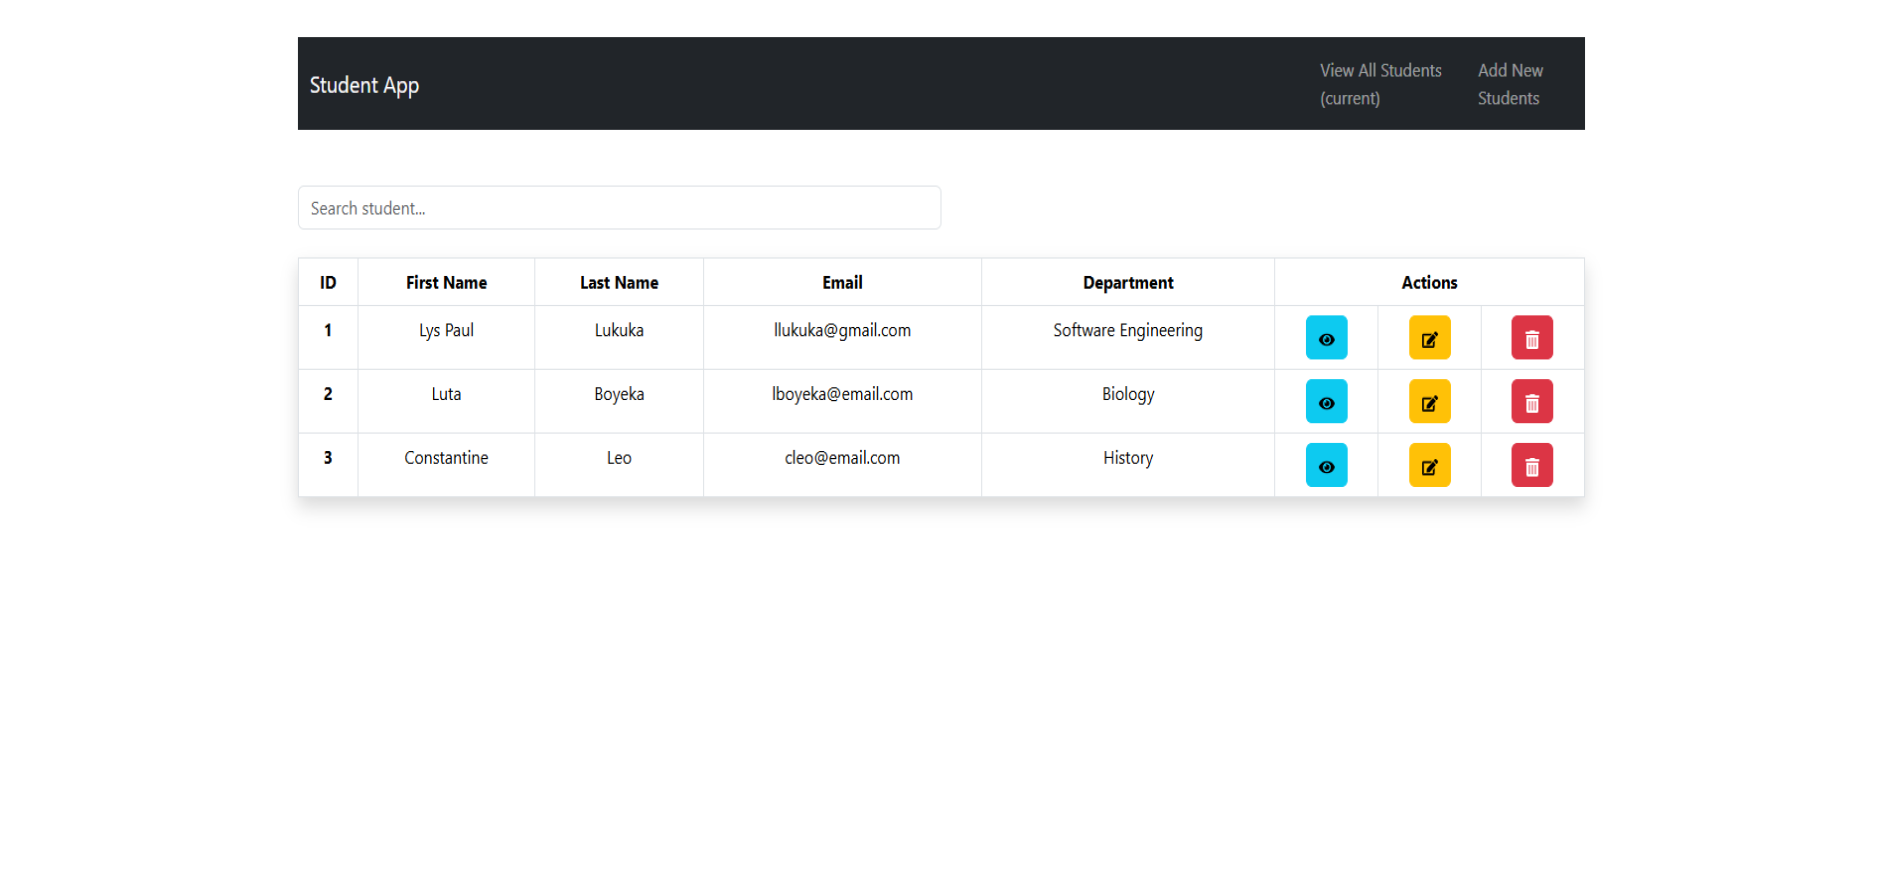 Student App
View All Students
(current)
Add New
Students
Search student...
ID First Name Last Name Email Department Actions
1 Lys Paul Lukuka llukuka@gmail.com Software Engineering
2 Luta Boyeka lboyeka@email.com Biology
3 Constantine Leo cleo@email.com History